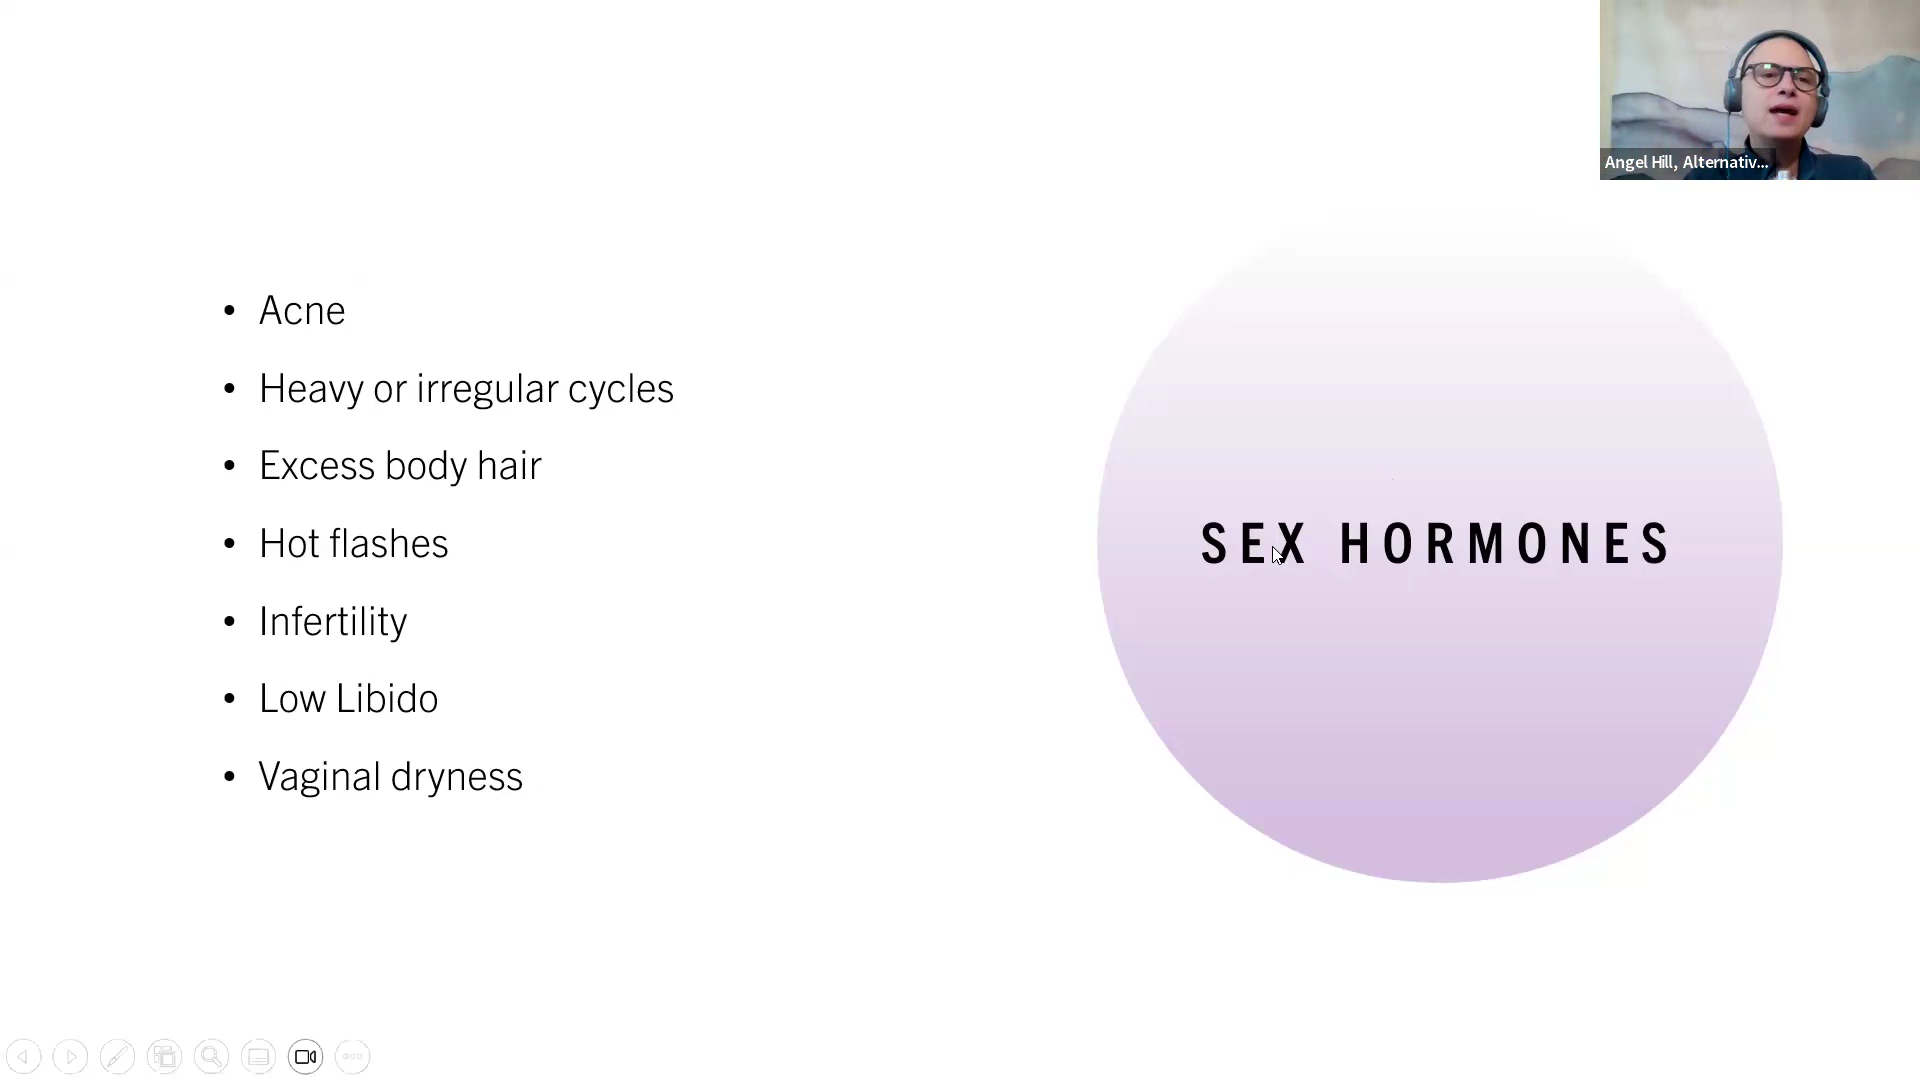 Angel Hill, Alternativ...
• Acne
• Heavy or irregular cycles
• Excess body hair
• Hot flashes
• Infertility
• Low Libido
• Vaginal dryness
SEX HORMONES